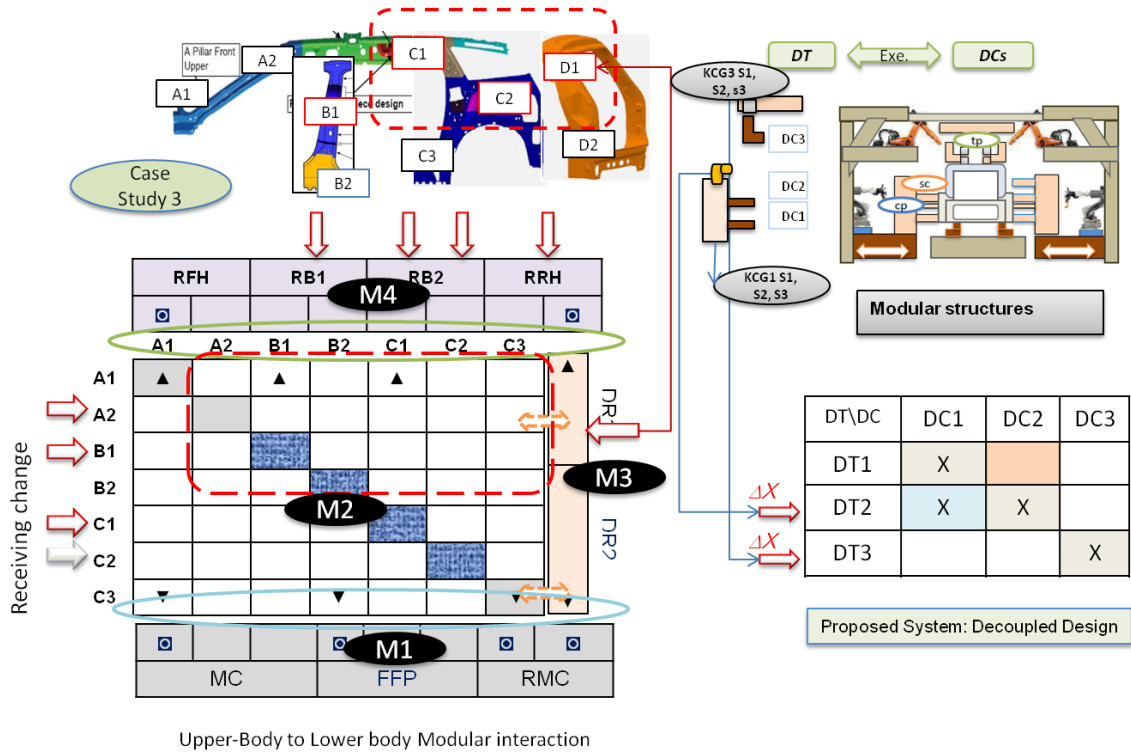 A Pillar Front
Upper
A2
A1
B1
ece design
B2
C1
C2
C3
D1
D2
Case
Study 3
KCG3 S1,
S2, s3
DT
Exe.
DCs
DC3
DC2
DC1
KCG1 S1,
S2, S3
tp
sc
cp
Modular structures
RFH RB1 RB2 RRH
M4
A1 A2 B1 B2 C1 C2 C3
A1
A2
B1
B2
C1
C2
C3
Receiving change
DR2
M3
M2
M1
MC FFP RMC
Upper-Body to Lower body Modular interaction
DT\DC DC1 DC2 DC3
DT1 X
ΔX DT2 X X
ΔX DT3 X
Proposed System: Decoupled Design